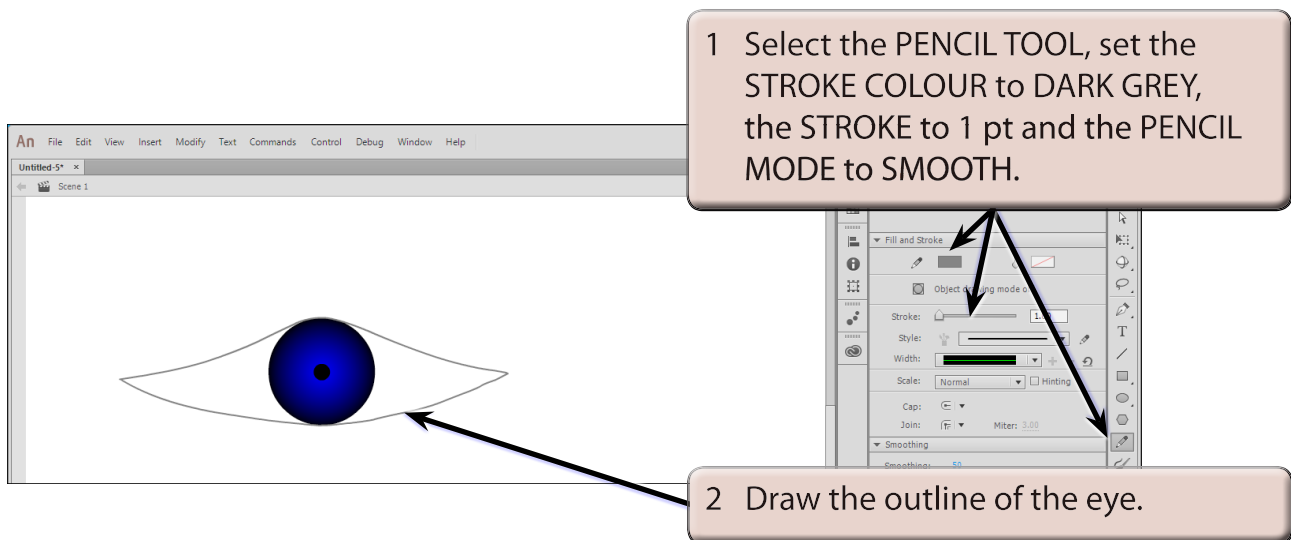 1 Select the PENCIL TOOL, set the
STROKE COLOUR to DARK GREY,
the STROKE to 1 pt and the PENCIL
MODE to SMOOTH.
An File Edit View Insert Modify Text Commands Control Debug Window Help
Untitled-5* ×
Scene 1
Fill and Stroke
Object drawing mode
Stroke:
Style:
Width:
Scale: Normal Hinting
Cap:
Join: Miter: 3.00
Smoothing
Smoothing: 50
2 Draw the outline of the eye.